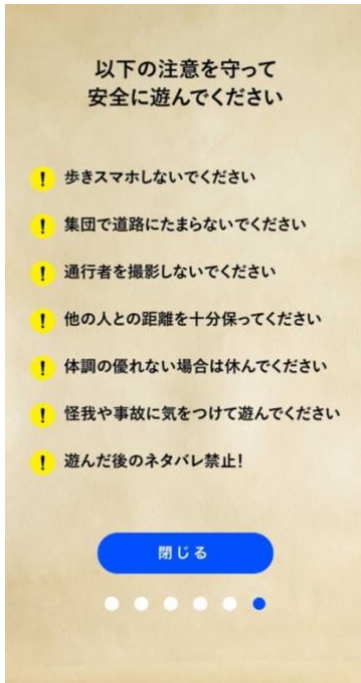 以下の注意を守って
安全に遊んでください
! 歩きスマホしないでください
! 集団で道路にたまらないでください
! 通行者を撮影しないでください
! 他の人との距離を十分保ってください
! 体調の優れない場合は休んでください
! 怪我や事故に気をつけて遊んでください
! 遊んだ後のネタバレ禁止!
閉じる